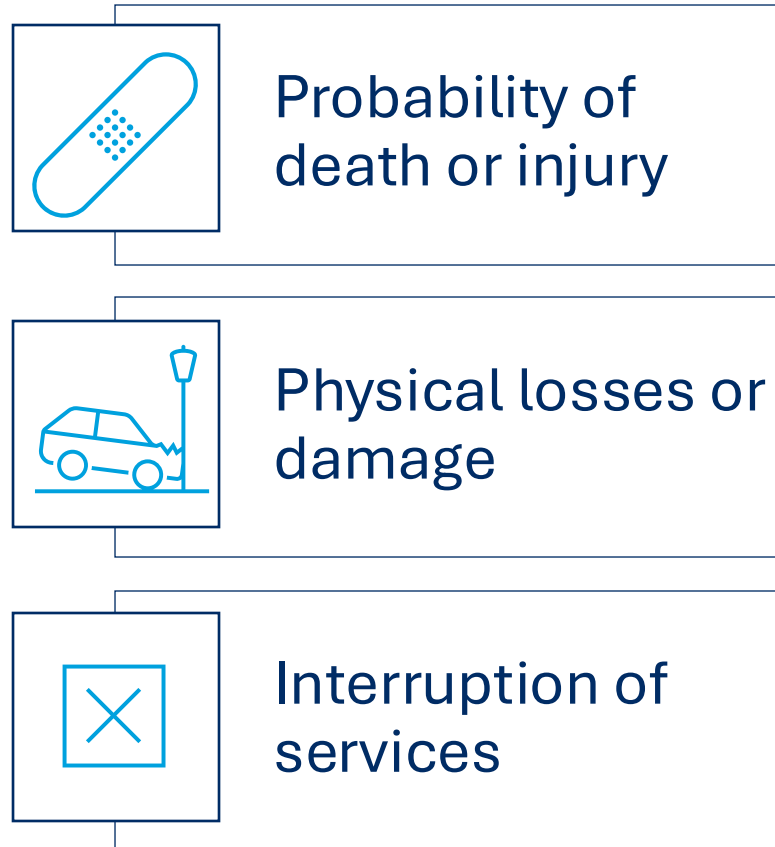 Probability of
death or injury
Physical losses or
damage
Interruption of
services